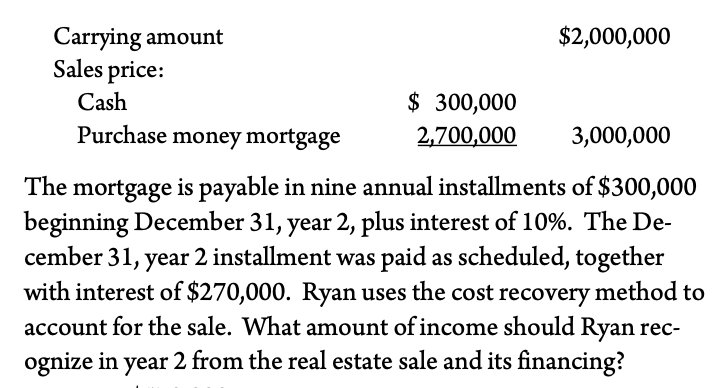 Carrying amount $2,000,000
Sales price:
Cash $ 300,000
Purchase money mortgage 2,700,000 3,000,000
The mortgage is payable in nine annual installments of $300,000
beginning December 31, year 2, plus interest of 10%. The De-
cember 31, year 2 installment was paid as scheduled, together
with interest of $270,000. Ryan uses the cost recovery method to
account for the sale. What amount of income should Ryan rec-
ognize in year 2 from the real estate sale and its financing?